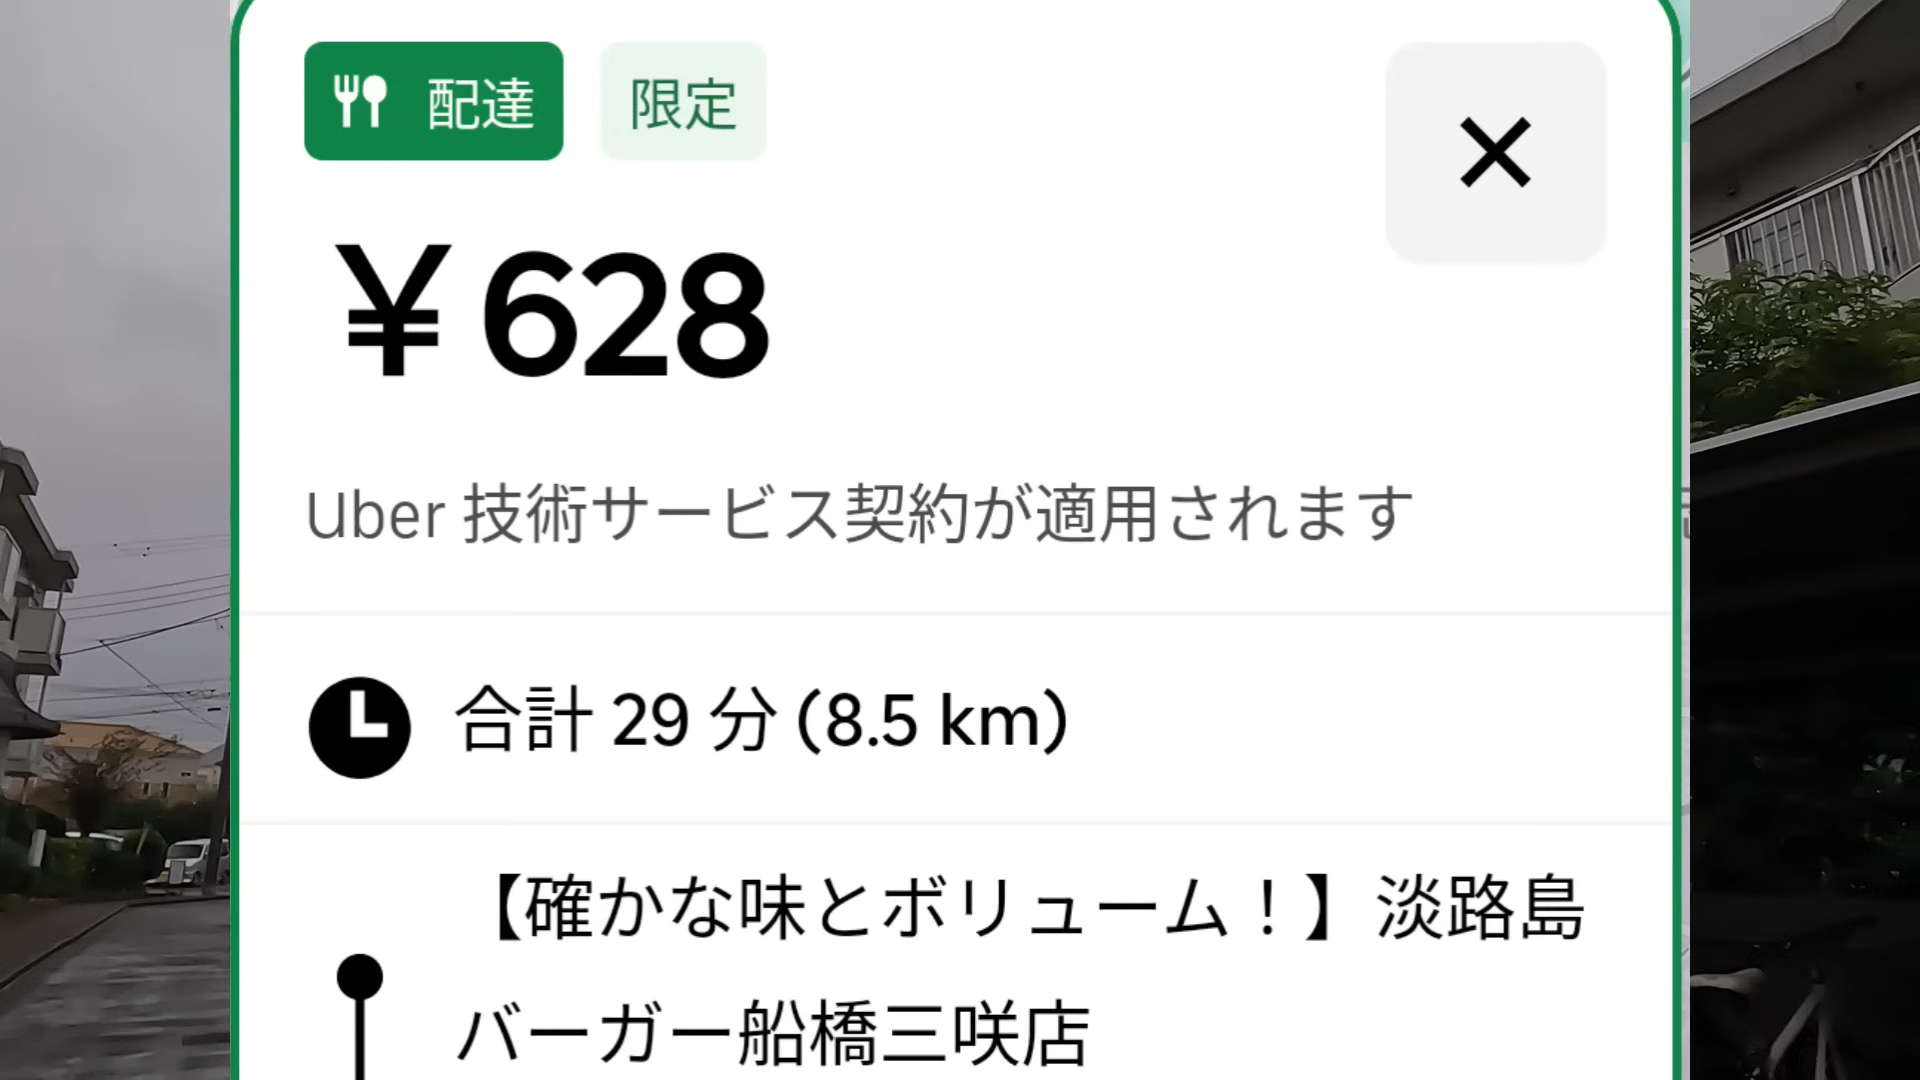 配達 限定
¥628
Uber 技術サービス契約が適用されます
合計 29 分 (8.5 km)
【確かな味とボリューム！】淡路島
バーガー船橋三咲店